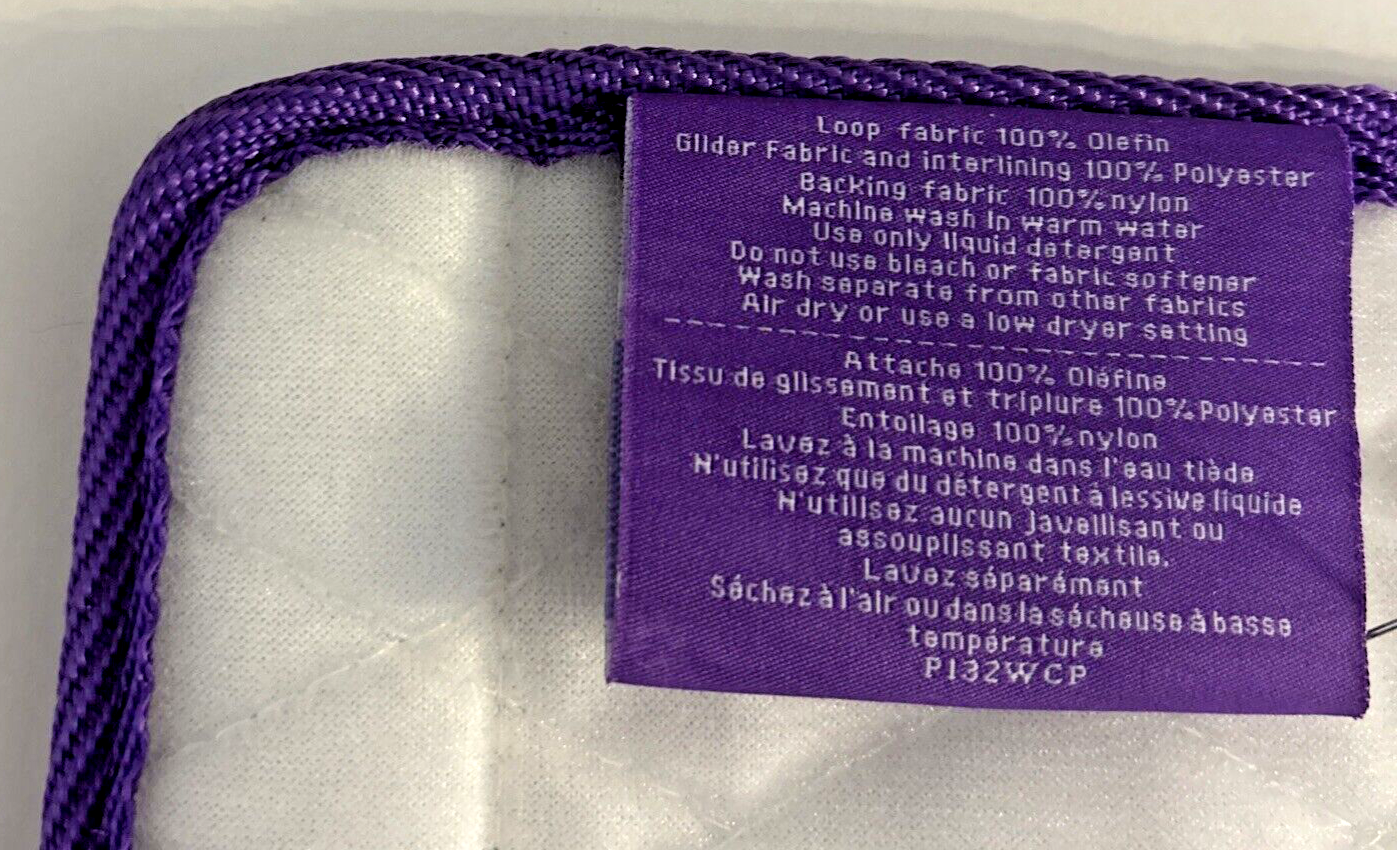 Loop fabric 100% Olefin
Glider Fabric and interlining 100% Polyester
Backing fabric 100% nylon
Machine wash in warm water
Use only liquid detergent
Do not use bleach or fabric softener
Wash separate from other fabrics
Air dry or use a low dryer setting
Attache 100% Oléfine
Tissu de glissement et triplure 100% Polyester
Entoilage 100% nylon
Lavez à la machine dans l'eau tiède
N'utilisez que du détergent à lessive liquide
N'utilisez aucun javellisant ou
assouplissant textile.
Lavez séparément
Séchez à l'air ou dans la sécheuse à basse
température
P132WCP